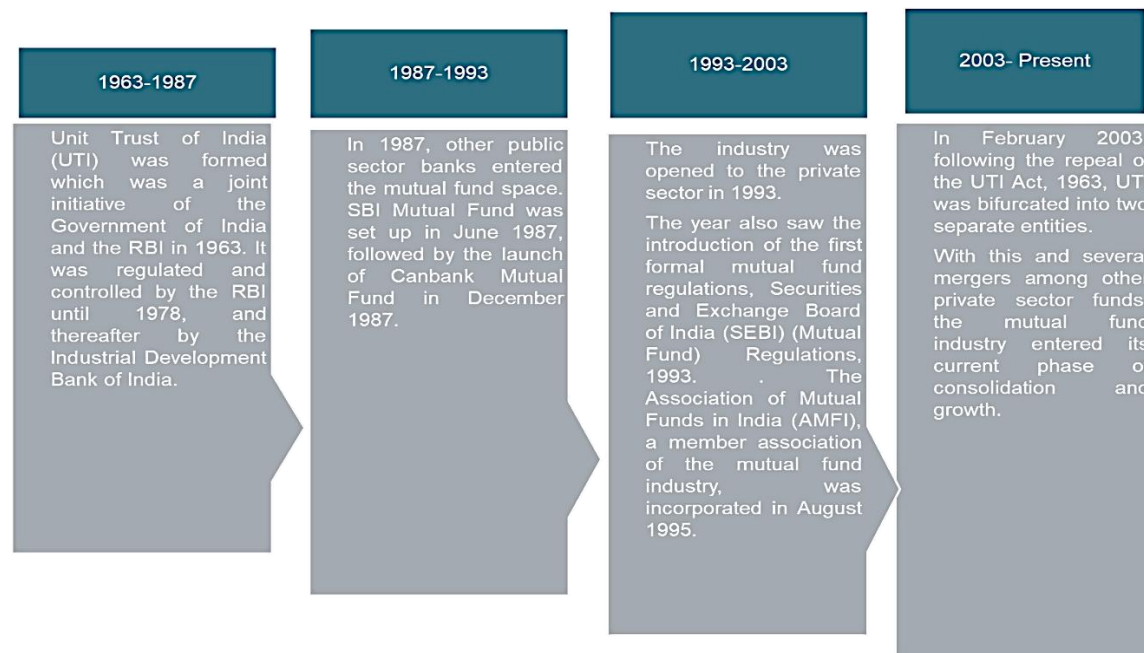 1963-1987
Unit Trust of India
(UTI) was formed
which was a joint
initiative of the
Government of India
and the RBI in 1963. It
was regulated and
controlled by the RBI
until 1978, and
thereafter by the
Industrial Development
Bank of India.
1987-1993
In 1987, other public
sector banks entered
the mutual fund space.
SBI Mutual Fund was
set up in June 1987,
followed by the launch
of Canbank Mutual
Fund in December
1987.
1993-2003
The industry was
opened to the private
sector in 1993.
The year also saw the
introduction of the first
formal mutual fund
regulations, Securities
and Exchange Board
of India (SEBI) (Mutual
Fund) Regulations,
1993. . The
Association of Mutual
Funds in India (AMFI),
a member association
of the mutual fund
industry, was
incorporated in August
1995.
2003- Present
In February 2003,
following the repeal
the UTI Act, 1963,
was bifurcated into two
separate entities.
With this and several
mergers among other
private sector funds,
the mutual fund
industry entered its
current phase
consolidation and
growth.